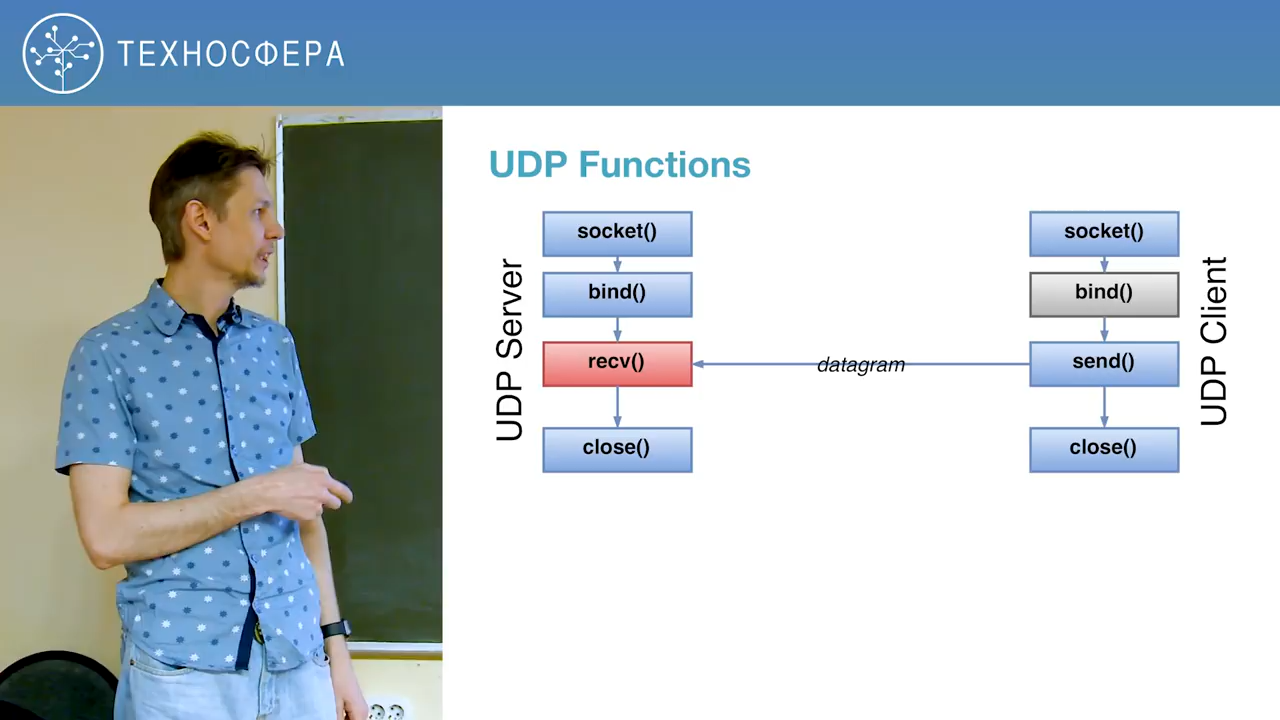 ТЕХНОСФЕРА
UDP Functions
UDP Server
socket()
bind()
recv()
close()
datagram
socket()
bind()
send()
close()
UDP Client